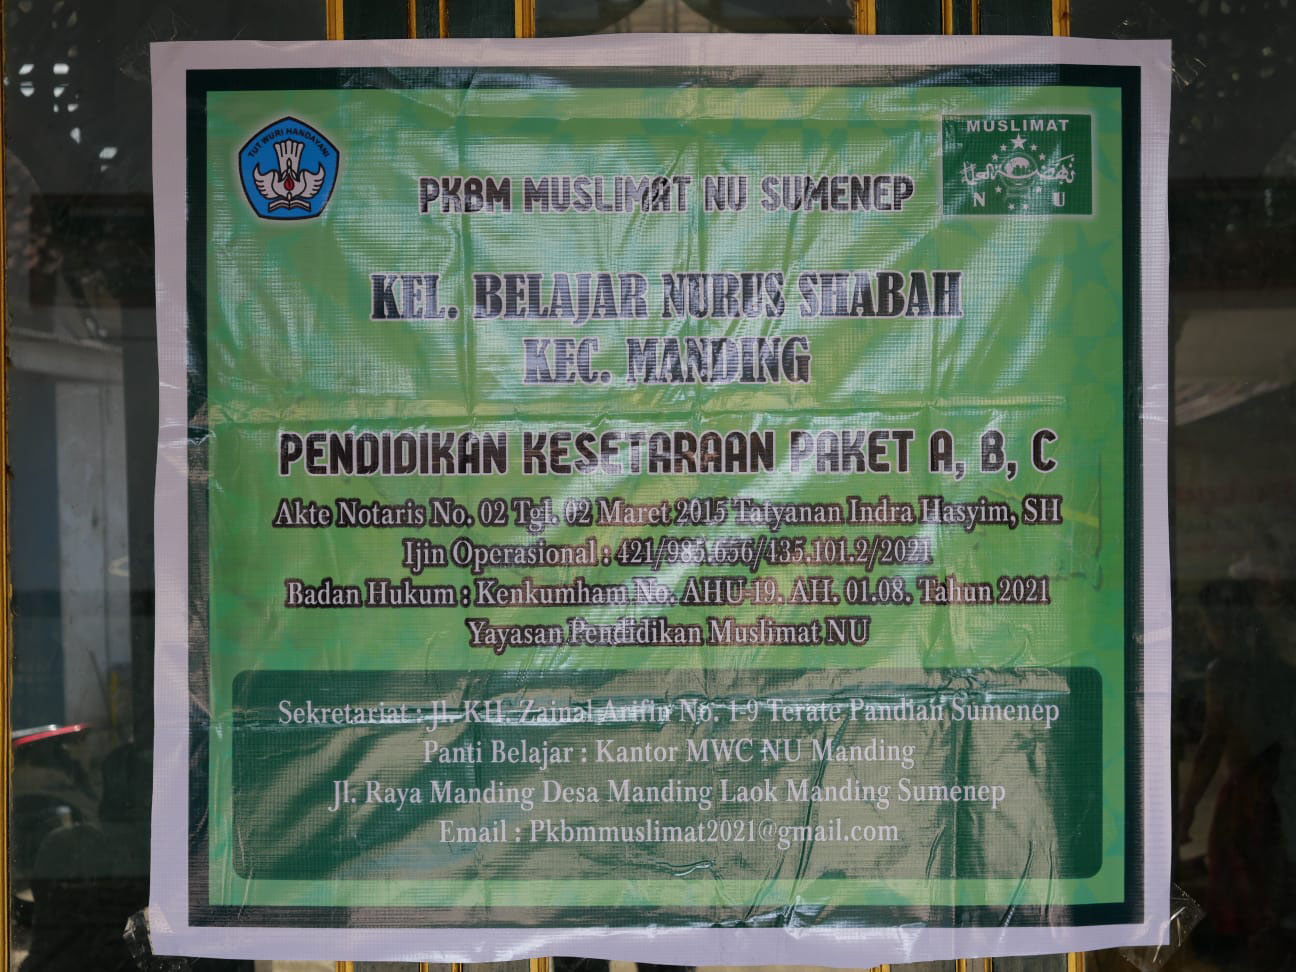 TUT WURI HANDAYANI
MUSLIMAT
N U
PKBM MUSLIMAT NU SUMENEP
KEL. BELAJAR NURUS SHABAH
KEC. MANDING
PENDIDIKAN KESETARAAN PAKET A, B, C
Akte Notaris No. 02 Tgl. 02 Maret 2015 Tatyanan Indra Hasyim, SH
Ijin Operasional : 421/985.656/435.101.2/2021
Badan Hukum : Kenkumham No. AHU-19. AH. 01.08. Tahun 2021
Yayasan Pendidikan Muslimat NU
Sekretariat : Jl. KH. Zainal Arifin No. 1-9 Terate Pandian Sumenep
Panti Belajar : Kantor MWC NU Manding
Jl. Raya Manding Desa Manding Laok Manding Sumenep
Email : Pkbmmuslimat2021@gmail.com